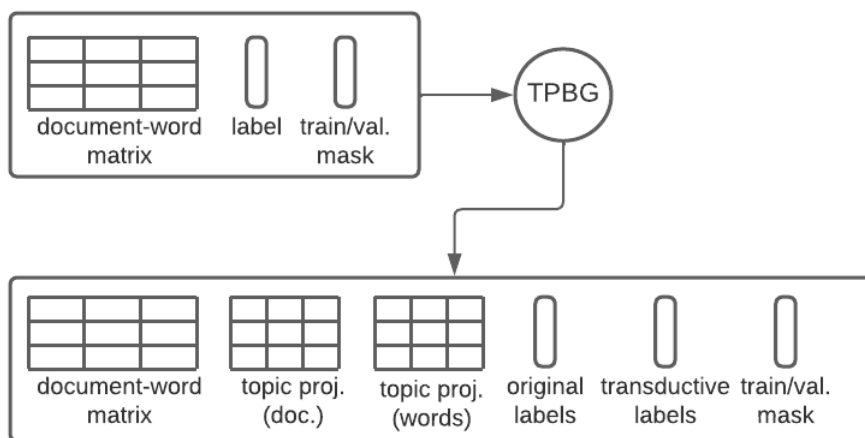 TPBG
document-word label train/val.
matrix mask
document-word topic proj. topic proj. original transductive train/val.
matrix (doc.) (words) labels labels mask